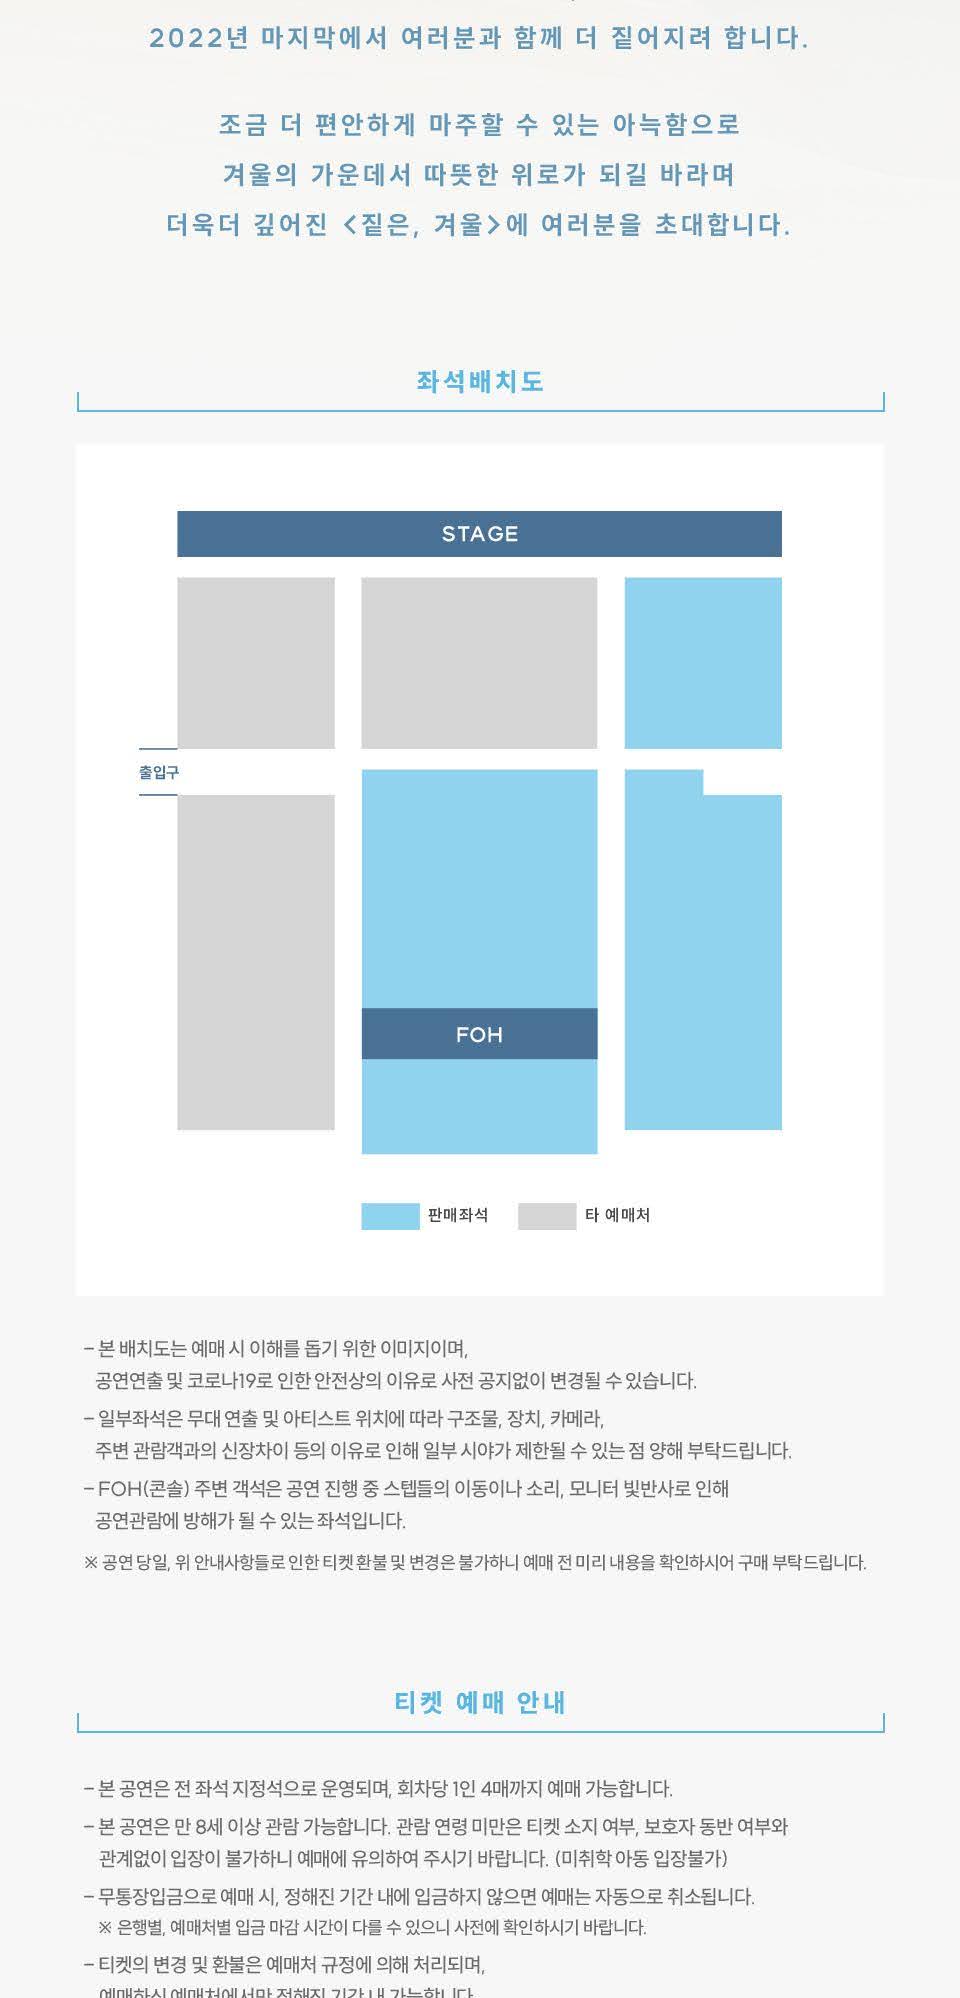 2022년 마지막에서 여러분과 함께 더 짙어지려 합니다.
조금 더 편안하게 마주할 수 있는 아늑함으로
겨울의 가운데서 따뜻한 위로가 되길 바라며
더욱더 깊어진 <짙은, 겨울>에 여러분을 초대합니다.
좌석배치도
STAGE
출입구
FOH
판매좌석 타 예매처
– 본 배치도는 예매 시 이해를 돕기 위한 이미지이며,
공연연출 및 코로나19로 인한 안전상의 이유로 사전 공지없이 변경될 수 있습니다.
– 일부좌석은 무대 연출 및 아티스트 위치에 따라 구조물, 장치, 카메라,
주변 관람객과의 신장차이 등의 이유로 인해 일부 시야가 제한될 수 있는 점 양해 부탁드립니다.
– FOH(콘솔) 주변 객석은 공연 진행 중 스텝들의 이동이나 소리, 모니터 빛반사로 인해
공연관람에 방해가 될 수 있는 좌석입니다.
※ 공연 당일, 위 안내사항들로 인한 티켓 환불 및 변경은 불가하니 예매 전 미리 내용을 확인하시어 구매 부탁드립니다.
티켓 예매 안내
– 본 공연은 전 좌석 지정석으로 운영되며, 회차당 1인 4매까지 예매 가능합니다.
– 본 공연은 만 8세 이상 관람 가능합니다. 관람 연령 미만은 티켓 소지 여부, 보호자 동반 여부와
관계없이 입장이 불가하니 예매에 유의하여 주시기 바랍니다. (미취학 아동 입장불가)
– 무통장입금으로 예매 시, 정해진 기간 내에 입금하지 않으면 예매는 자동으로 취소됩니다.
※ 은행별, 예매처별 입금 마감 시간이 다를 수 있으니 사전에 확인하시기 바랍니다.
– 티켓의 변경 및 환불은 예매처 규정에 의해 처리되며,
예매하신 예매처에서만 정해진 기간 내 가능합니다.